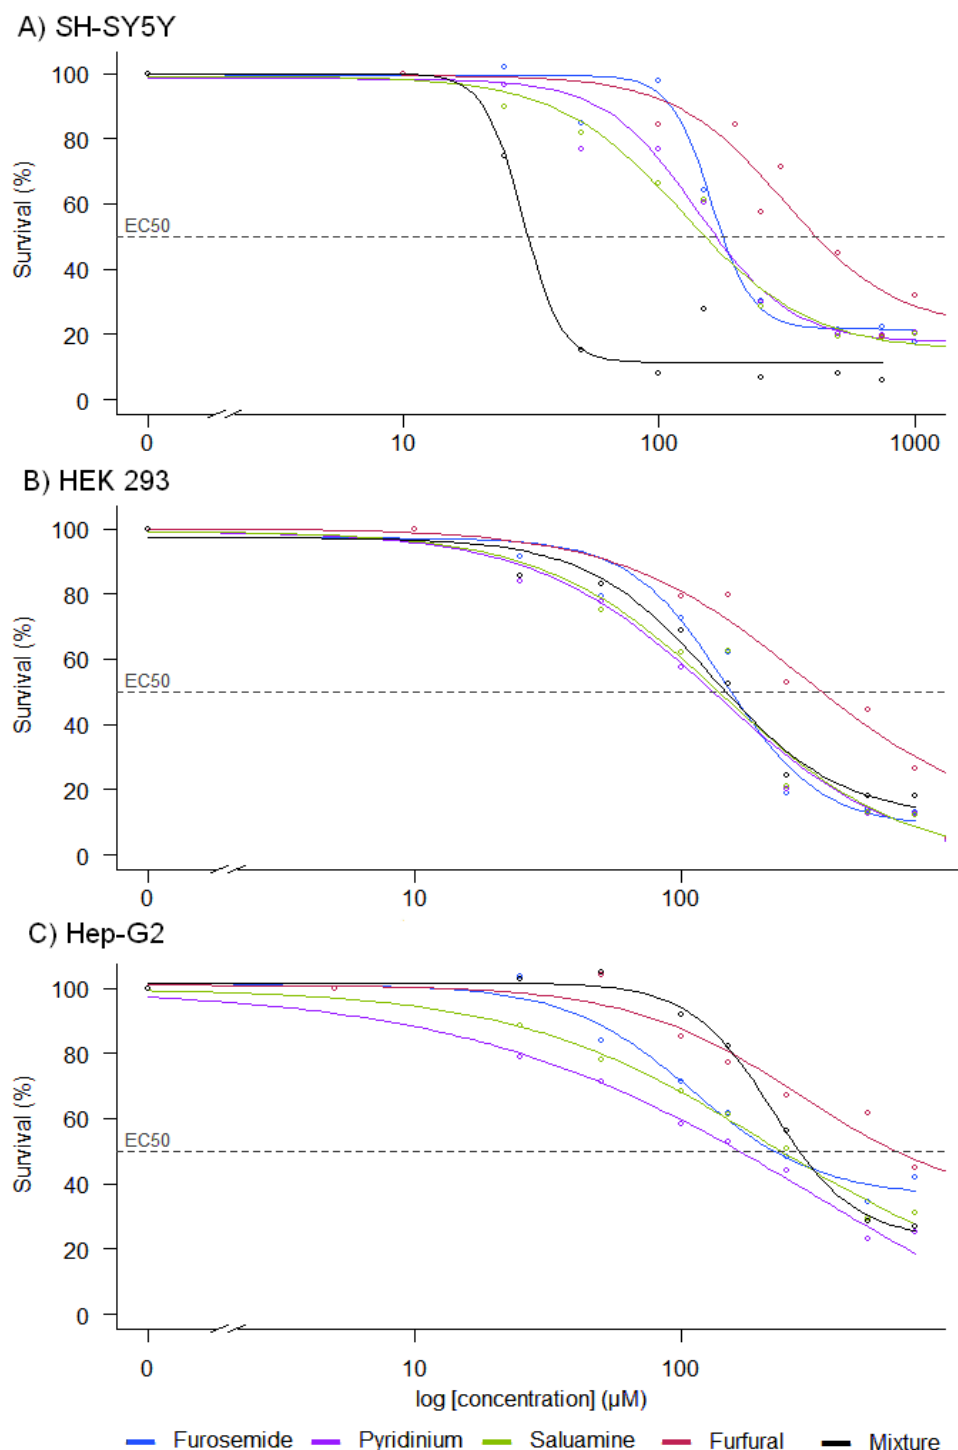 A) SH-SY5Y
Survival (%)
100
80
60
EC50
40
20
0
0 10 100 1000
B) HEK 293
Survival (%)
100
80
60
EC50
40
20
0
0 10 100
C) Hep-G2
Survival (%)
100
80
60
EC50
40
20
0
0 10 100
log [concentration] (µM)
Furosemide Pyridinium Saluamine Furfural Mixture